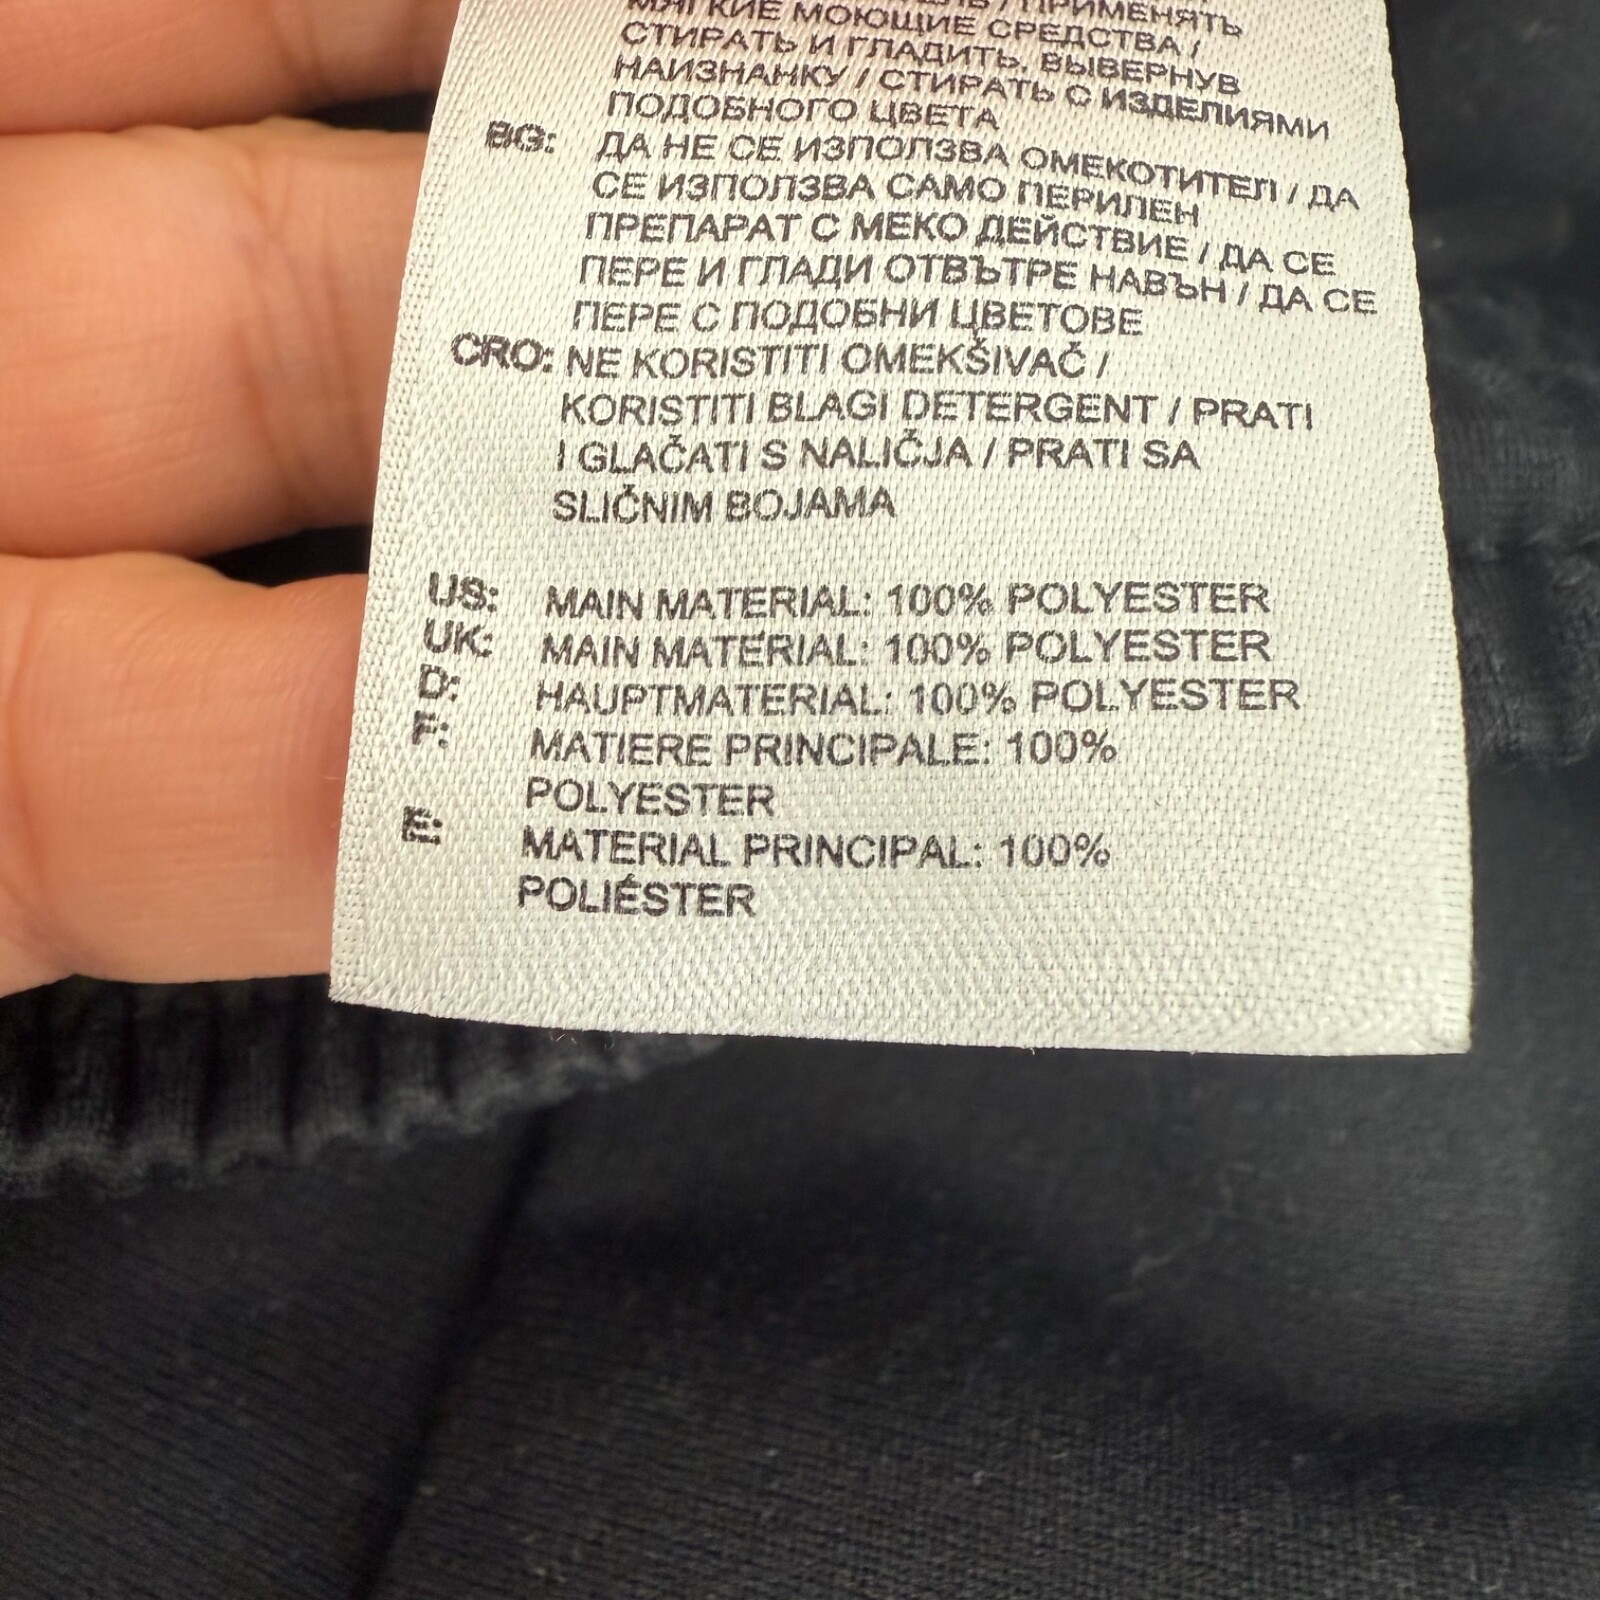 / ПРИМЕНЯТЬ
МЯГКИЕ МОЮЩИЕ СРЕДСТВА /
СТИРАТЬ И ГЛАДИТЬ, ВЫВЕРНУВ
НАИЗНАНКУ / СТИРАТЬ С ИЗДЕЛИЯМИ
ПОДОБНОГО ЦВЕТА
BG: ДА НЕ СЕ ИЗПОЛЗВА ОМЕКОТИТЕЛ / ДА
СЕ ИЗПОЛЗВА САМО ПЕРИЛЕН
ПРЕПАРАТ С МЕКО ДЕЙСТВИЕ / ДА СЕ
ПЕРЕ И ГЛАДИ ОТВЪТРЕ НАВЪН / ДА СЕ
ПЕРЕ С ПОДОБНИ ЦВЕТОВЕ
CRO: NE KORISTITI OMEKŠIVAČ /
KORISTITI BLAGI DETERGENT / PRATI
I GLAČATI S NALIČJA / PRATI SA
SLIČNIM BOJAMA
US: MAIN MATERIAL: 100% POLYESTER
UK: MAIN MATERIAL: 100% POLYESTER
D: HAUPTMATERIAL: 100% POLYESTER
F: MATIERE PRINCIPALE: 100%
POLYESTER
E: MATERIAL PRINCIPAL: 100%
POLIÉSTER